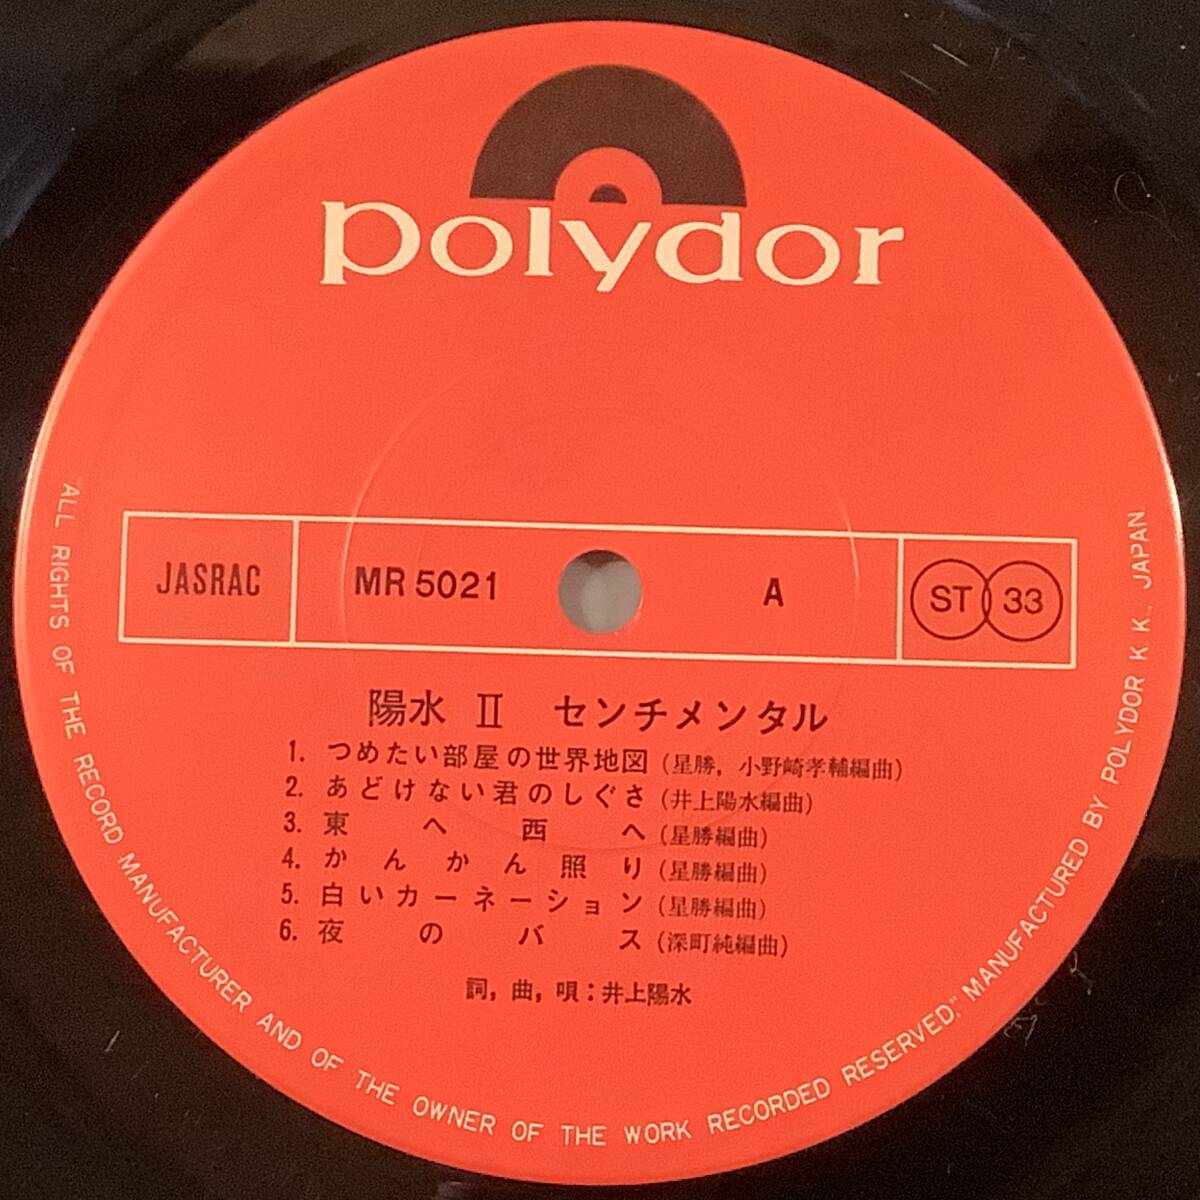 polydor
JASRAC
MR 5021
A
ST 33
陽水 II センチメンタル
1. つめたい部屋の世界地図 (星勝, 小野崎孝輔編曲)
2. あどけない君のしぐさ (井上陽水編曲)
3. 東へ西へ (星勝編曲)
4. かんかん照り (星勝編曲)
5. 白いカーネーション (星勝編曲)
6. 夜のバス (深町純編曲)
詞, 曲, 唄: 井上陽水
"ALL RIGHTS OF THE RECORD MANUFACTURER AND OF THE OWNER OF THE WORK RECORDED RESERVED," MANUFACTURED BY POLYDOR K.K., JAPAN